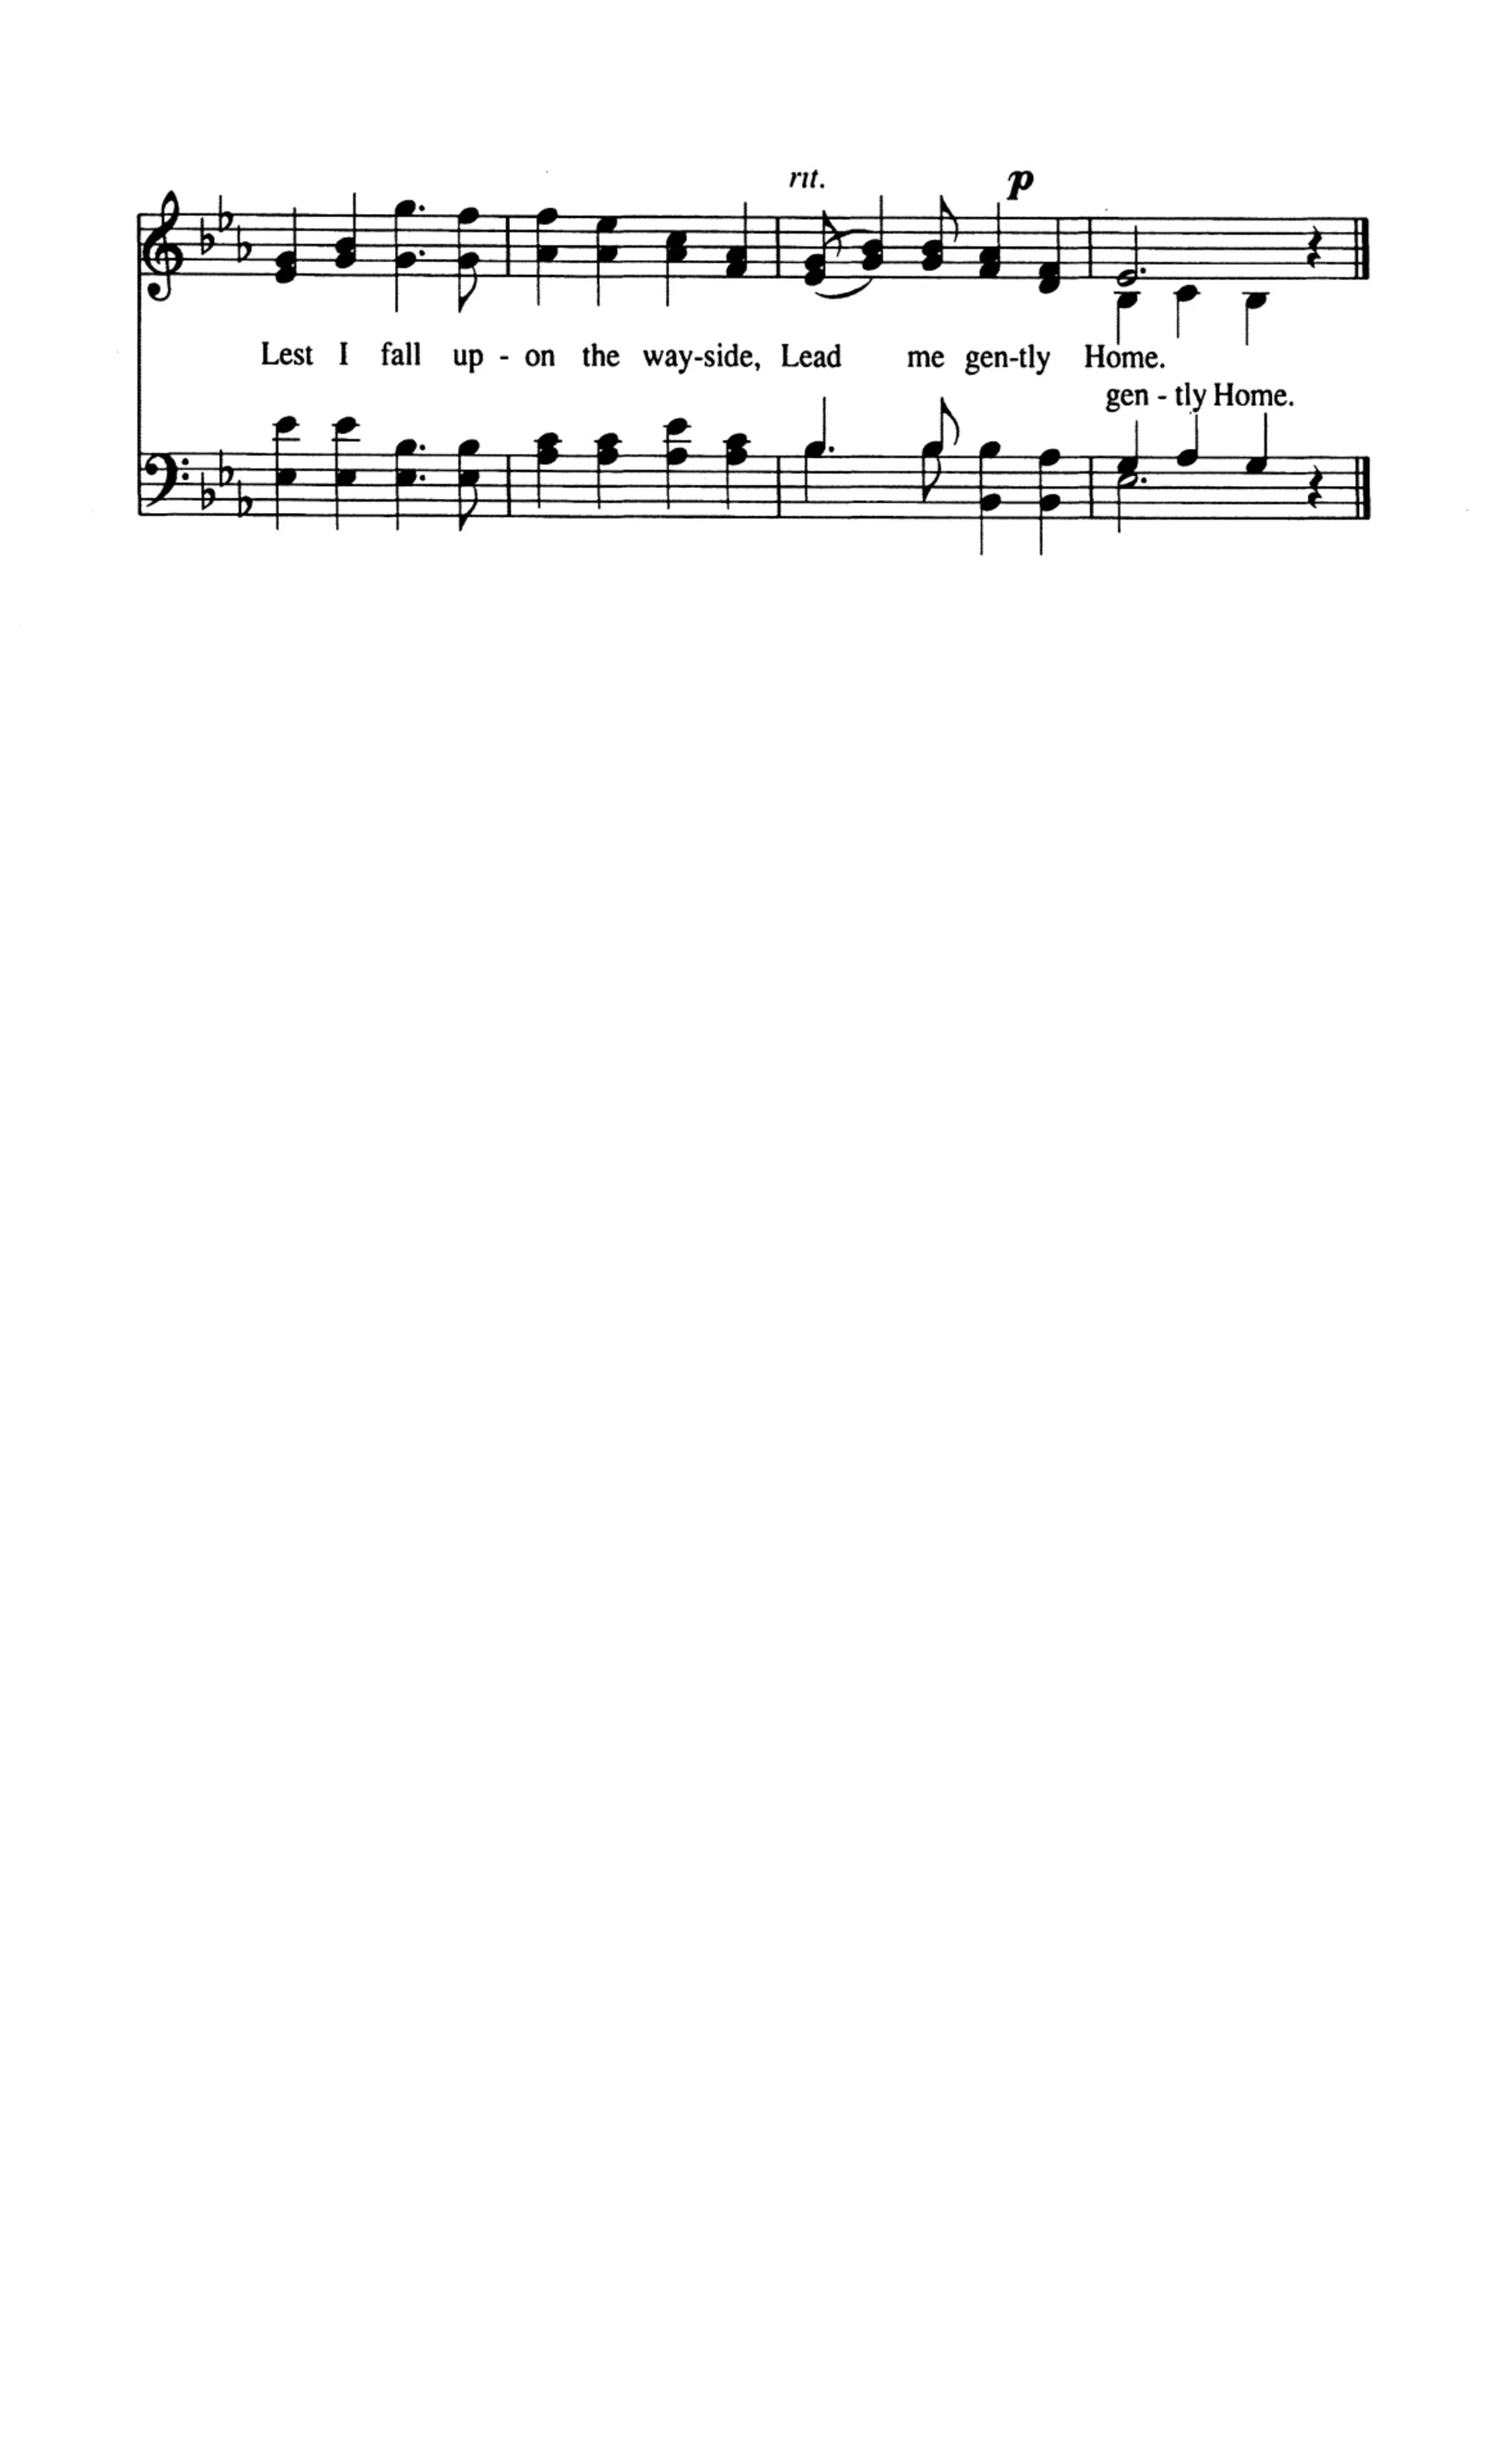 rit. p
Lest I fall up - on the way-side, Lead me gen-tly Home.
gen - tly Home.